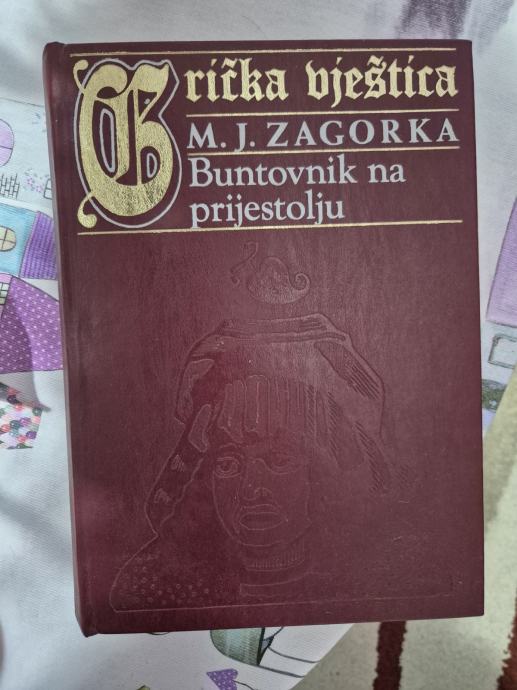 Grička vještica
M. J. ZAGORKA
Buntovnik na
prijestolju